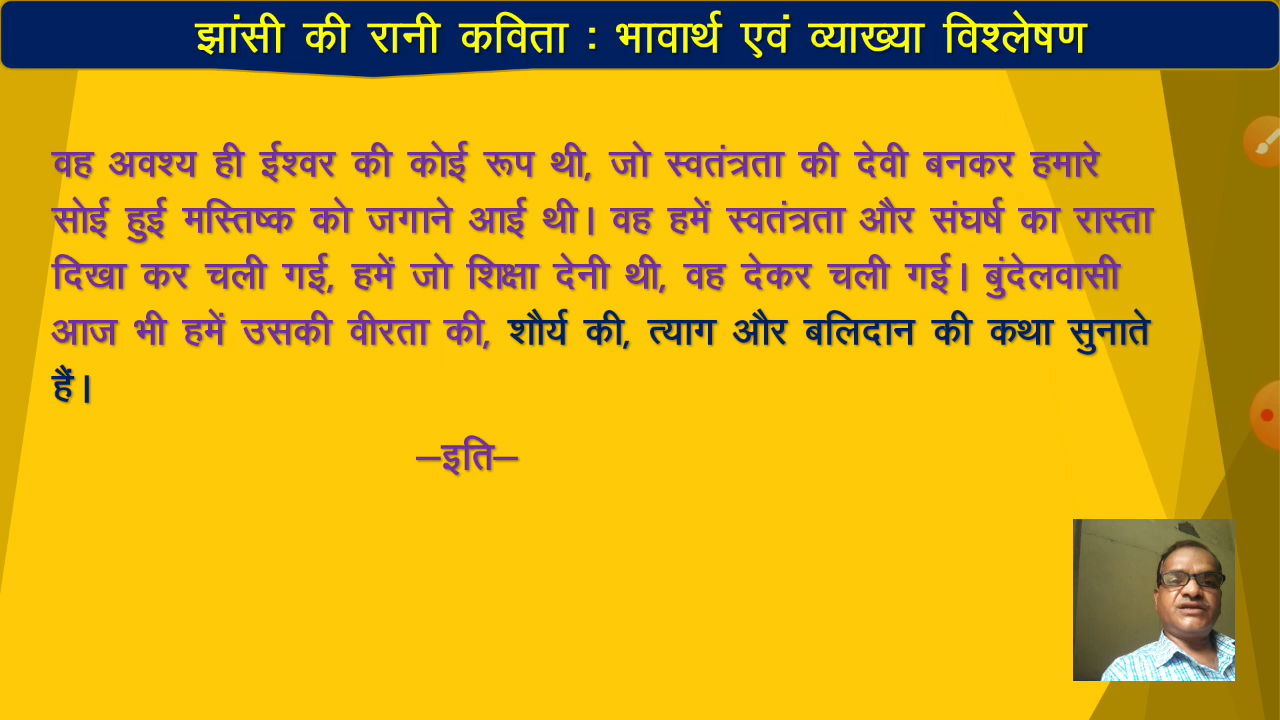 झांसी की रानी कविता : भावार्थ एवं व्याख्या विश्लेषण
वह अवश्य ही ईश्वर की कोई रूप थी, जो स्वतंत्रता की देवी बनकर हमारे
सोई हुई मस्तिष्क को जगाने आई थी। वह हमें स्वतंत्रता और संघर्ष का रास्ता
दिखा कर चली गई, हमें जो शिक्षा देनी थी, वह देकर चली गई। बुंदेलवासी
आज भी हमें उसकी वीरता की, शौर्य की, त्याग और बलिदान की कथा सुनाते
हैं।
–इति–